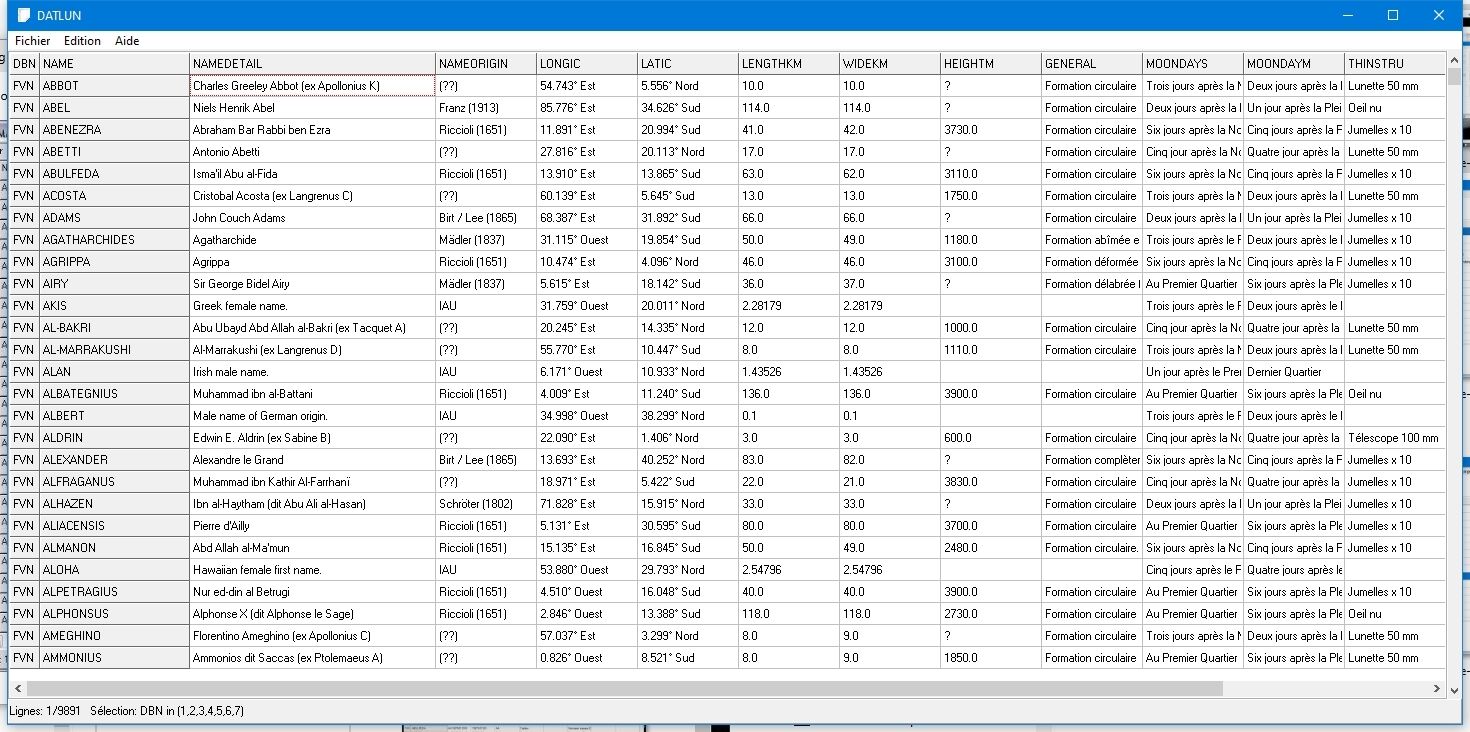 DATLUN
Fichier Edition Aide
DBN NAME NAMEDETAIL NAMEORIGIN LONGIC LATIC LENGTHKM WIDEKM HEIGHTM GENERAL MOONDAYS MOONDAYM THINSTRU
FVN ABBOT Charles Greeley Abbot (ex Apollonius K) (??) 54.743° Est 5.556° Nord 10.0 10.0 ? Formation circulaire Trois jours après la N Deux jours après la l Lunette 50 mm
FVN ABEL Niels Henrik Abel Franz (1913) 85.776° Est 34.626° Sud 114.0 114.0 ? Formation circulaire Deux jours après la l Un jour après la Plei Oeil nu
FVN ABENEZRA Abraham Bar Rabbi ben Ezra Riccioli (1651) 11.891° Est 20.994° Sud 41.0 42.0 3730.0 Formation circulaire Six jours après la Nc Cinq jours après la F Jumelles x 10
FVN ABETTI Antonio Abetti (??) 27.816° Est 20.113° Nord 17.0 17.0 ? Formation circulaire Cinq jour après la Nc Quatre jour après la Lunette 50 mm
FVN ABULFEDA Isma'il Abu al-Fida Riccioli (1651) 13.910° Est 13.865° Sud 63.0 62.0 3110.0 Formation circulaire Six jours après la Nc Cinq jours après la F Jumelles x 10
FVN ACOSTA Cristobal Acosta (ex Langrenus C) (??) 60.139° Est 5.645° Sud 13.0 13.0 1750.0 Formation circulaire Trois jours après la N Deux jours après la l Lunette 50 mm
FVN ADAMS John Couch Adams Birt / Lee (1865) 68.387° Est 31.892° Sud 66.0 66.0 ? Formation circulaire Deux jours après la l Un jour après la Plei Jumelles x 10
FVN AGATHARCHIDES Agatharchide Mädler (1837) 31.115° Ouest 19.854° Sud 50.0 49.0 1180.0 Formation abîmée e Trois jours après le F Deux jours après le l Jumelles x 10
FVN AGRIPPA Agrippa Riccioli (1651) 10.474° Est 4.096° Nord 46.0 46.0 3100.0 Formation déformée Six jours après la Nc Cinq jours après la F Jumelles x 10
FVN AIRY Sir George Bidel Airy Mädler (1837) 5.615° Est 18.142° Sud 36.0 37.0 ? Formation délabrée l Au Premier Quartier Six jours après la Ple Jumelles x 10
FVN AKIS Greek female name. IAU 31.759° Ouest 20.011° Nord 2.28179 2.28179 Trois jours après le F Deux jours après le l
FVN AL-BAKRI Abu Ubayd Abd Allah al-Bakri (ex Tacquet A) (??) 20.245° Est 14.335° Nord 12.0 12.0 1000.0 Formation circulaire Cinq jour après la Nc Quatre jour après la Lunette 50 mm
FVN AL-MARRAKUSHI Al-Marrakushi (ex Langrenus D) (??) 55.770° Est 10.447° Sud 8.0 8.0 1110.0 Formation circulaire Trois jours après la N Deux jours après la l Lunette 50 mm
FVN ALAN Irish male name. IAU 6.171° Ouest 10.933° Nord 1.43526 1.43526 Un jour après le Prer Dernier Quartier
FVN ALBATEGNIUS Muhammad ibn al-Battani Riccioli (1651) 4.009° Est 11.240° Sud 136.0 136.0 3900.0 Formation circulaire Au Premier Quartier Six jours après la Ple Oeil nu
FVN ALBERT Male name of German origin. IAU 34.998° Ouest 38.299° Nord 0.1 0.1 Trois jours après le F Deux jours après le l
FVN ALDRIN Edwin E. Aldrin (ex Sabine B) (??) 22.090° Est 1.406° Nord 3.0 3.0 600.0 Formation circulaire Cinq jour après la Nc Quatre jour après la Télescope 100 mm
FVN ALEXANDER Alexandre le Grand Birt / Lee (1865) 13.693° Est 40.252° Nord 83.0 82.0 ? Formation complèter Six jours après la Nc Cinq jours après la F Jumelles x 10
FVN ALFRAGANUS Muhammad ibn Kathir Al-Farrhanï (??) 18.971° Est 5.422° Sud 22.0 21.0 3830.0 Formation circulaire Six jours après la Nc Cinq jours après la F Jumelles x 10
FVN ALHAZEN Ibn al-Haytham (dit Abu Ali al-Hasan) Schröter (1802) 71.828° Est 15.915° Nord 33.0 33.0 ? Formation circulaire Deux jours après la l Un jour après la Plei Jumelles x 10
FVN ALIACENSIS Pierre d'Ailly Riccioli (1651) 5.131° Est 30.595° Sud 80.0 80.0 3700.0 Formation circulaire Au Premier Quartier Six jours après la Ple Jumelles x 10
FVN ALMANON Abd Allah al-Ma'mun Riccioli (1651) 15.135° Est 16.845° Sud 50.0 49.0 2480.0 Formation circulaire. Six jours après la Nc Cinq jours après la F Jumelles x 10
FVN ALOHA Hawaiian female first name. IAU 53.880° Ouest 29.793° Nord 2.54796 2.54796 Cinq jours après le F Quatre jours après le
FVN ALPETRAGIUS Nur ed-din al Betrugi Riccioli (1651) 4.510° Ouest 16.048° Sud 40.0 40.0 3900.0 Formation circulaire Au Premier Quartier Six jours après la Ple Jumelles x 10
FVN ALPHONSUS Alphonse X (dit Alphonse le Sage) Riccioli (1651) 2.846° Ouest 13.388° Sud 118.0 118.0 2730.0 Formation circulaire Au Premier Quartier Six jours après la Ple Oeil nu
FVN AMEGHINO Florentino Ameghino (ex Apollonius C) (??) 57.037° Est 3.299° Nord 8.0 9.0 ? Formation circulaire Trois jours après la N Deux jours après la l Lunette 50 mm
FVN AMMONIUS Ammonios dit Saccas (ex Ptolemaeus A) (??) 0.826° Ouest 8.521° Sud 8.0 9.0 1850.0 Formation circulaire Au Premier Quartier Six jours après la Ple Lunette 50 mm
Lignes: 1/9891 Sélection: DBN in (1,2,3,4,5,6,7)